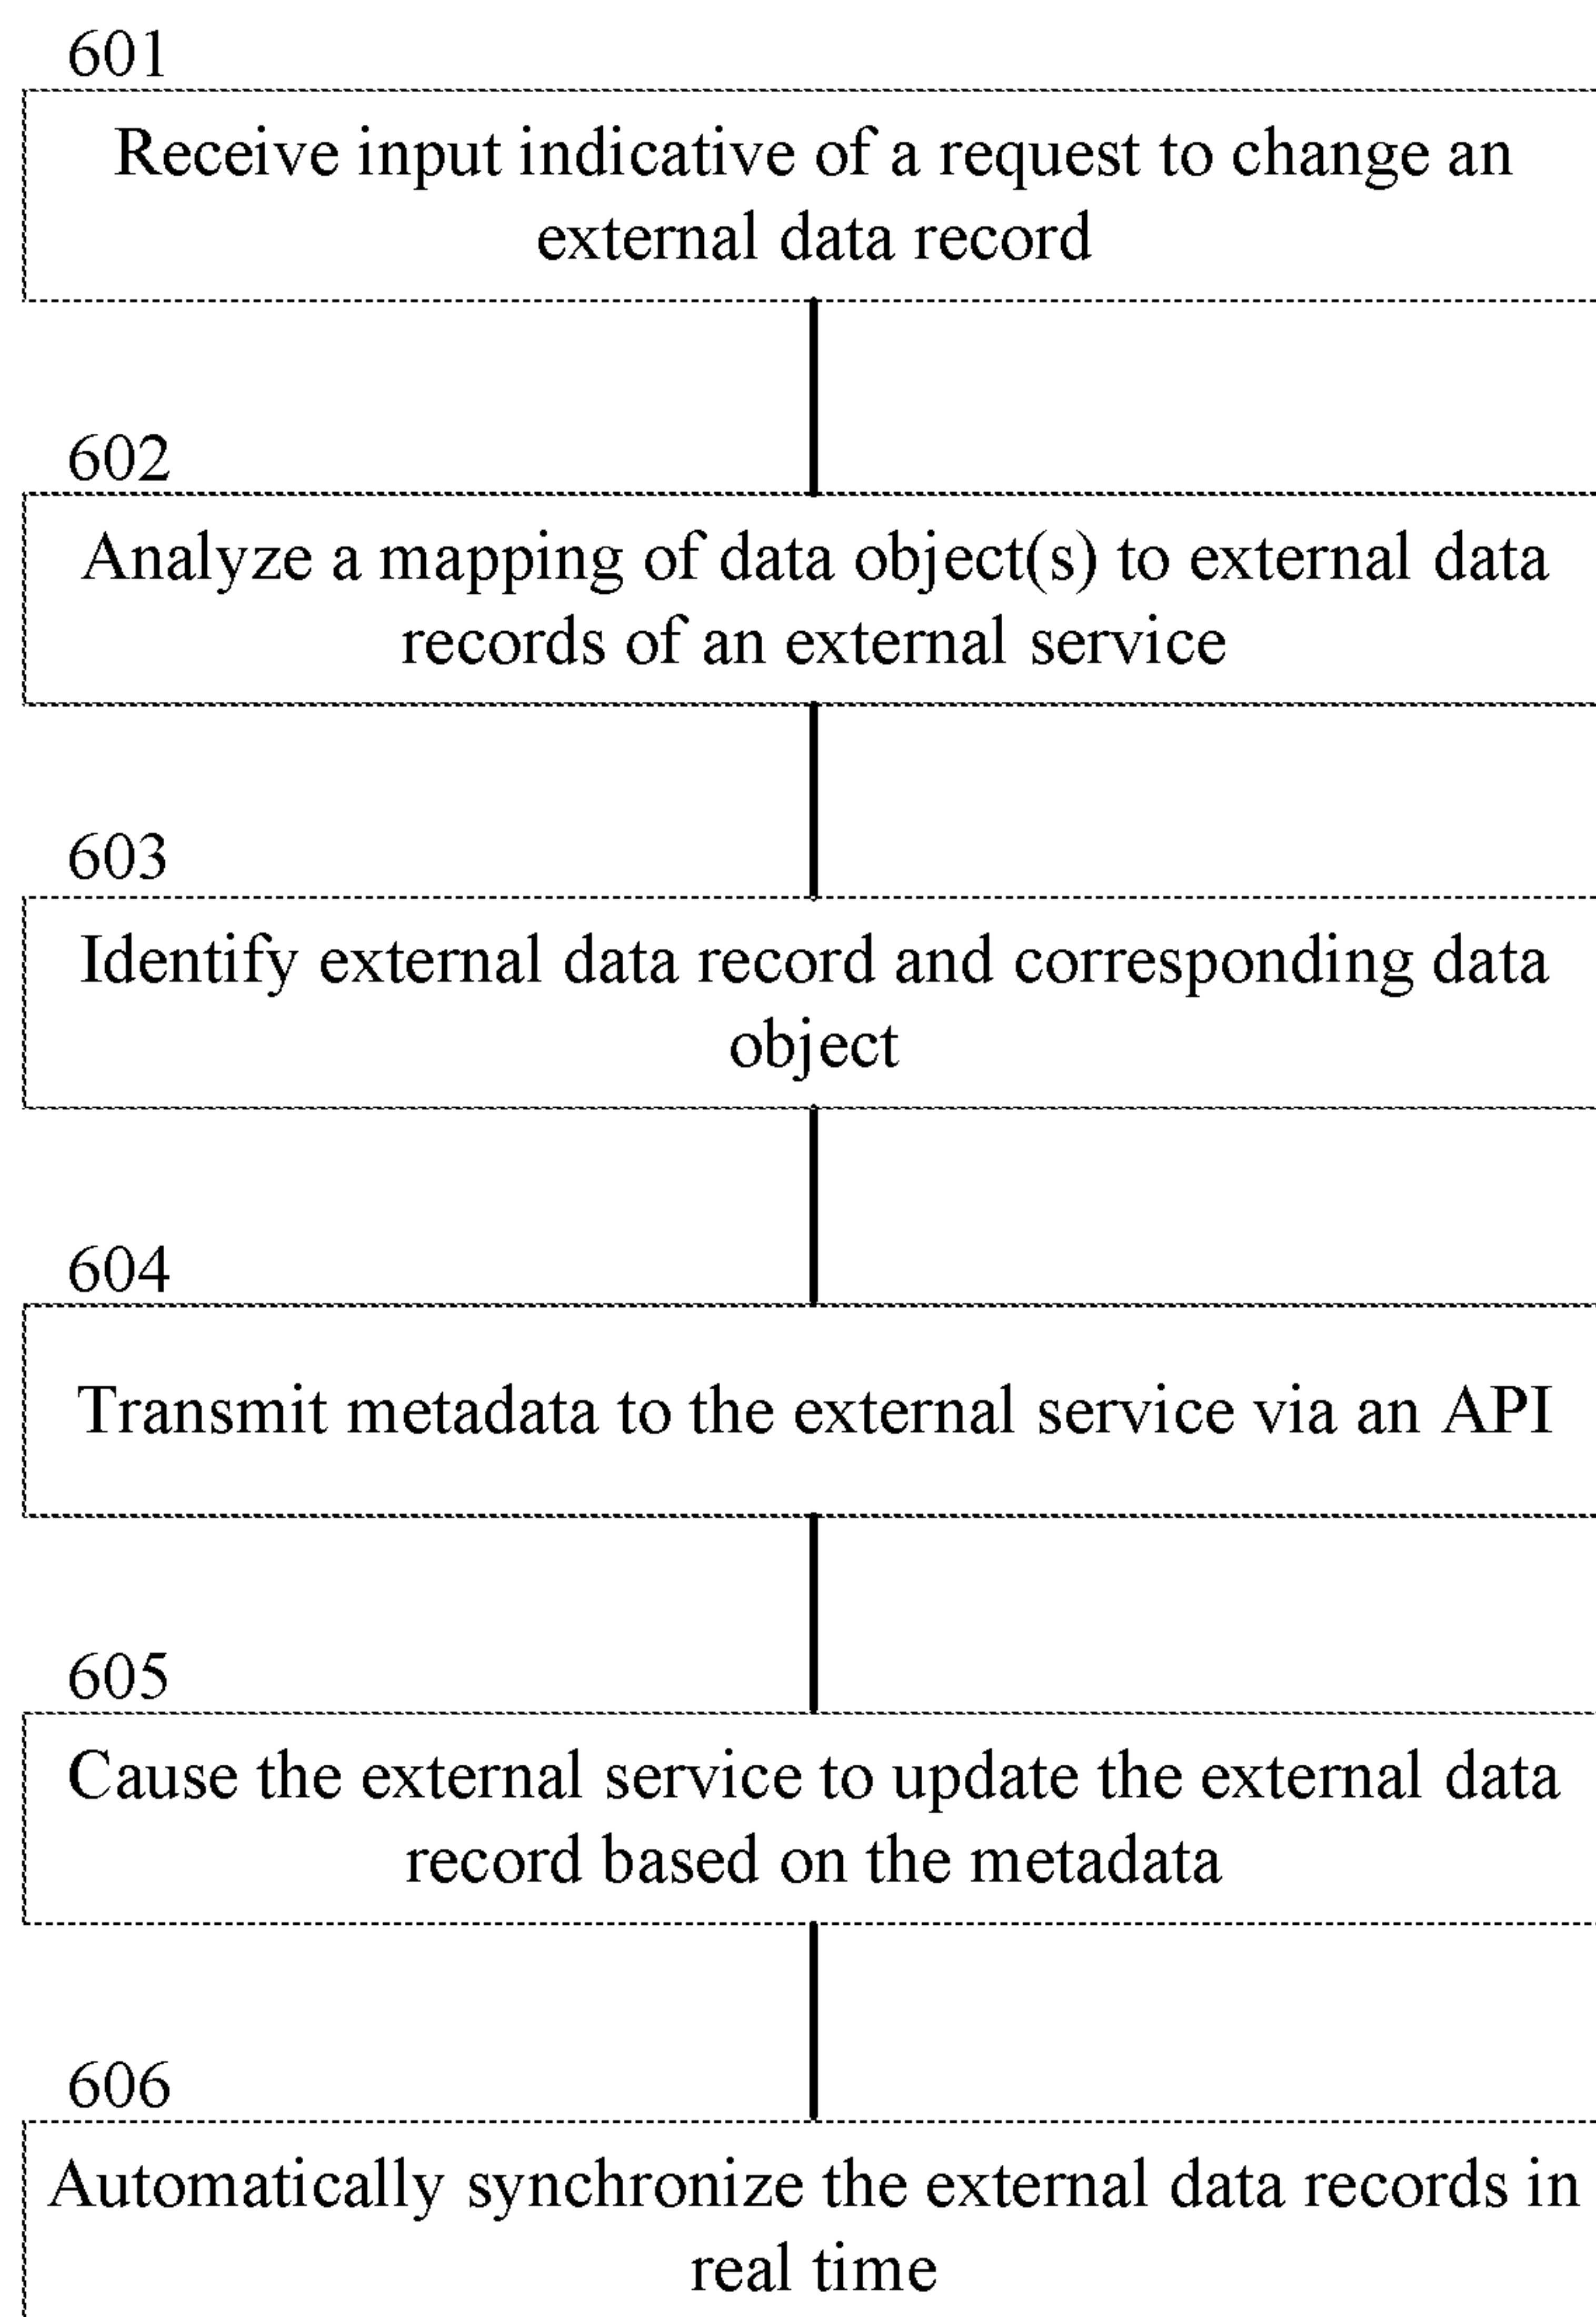 601
Receive input indicative of a request to change an
external data record
602
Analyze a mapping of data object(s) to external data
records of an external service
603
Identify external data record and corresponding data
object
604
Transmit metadata to the external service via an API
605
Cause the external service to update the external data
record based on the metadata
606
Automatically synchronize the external data records in
real time